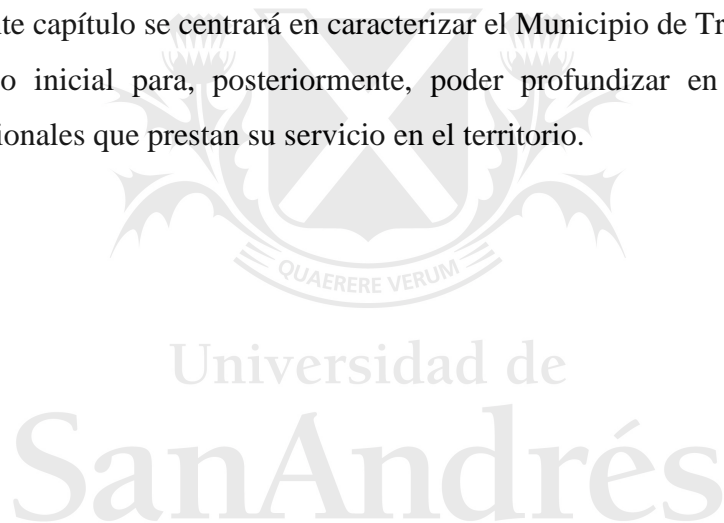 te capítulo se centrará en caracterizar el Municipio de Tr
o inicial para, posteriormente, poder profundizar en
ionales que prestan su servicio en el territorio.
QUAERERE VERUM
Universidad de
SanAndrés